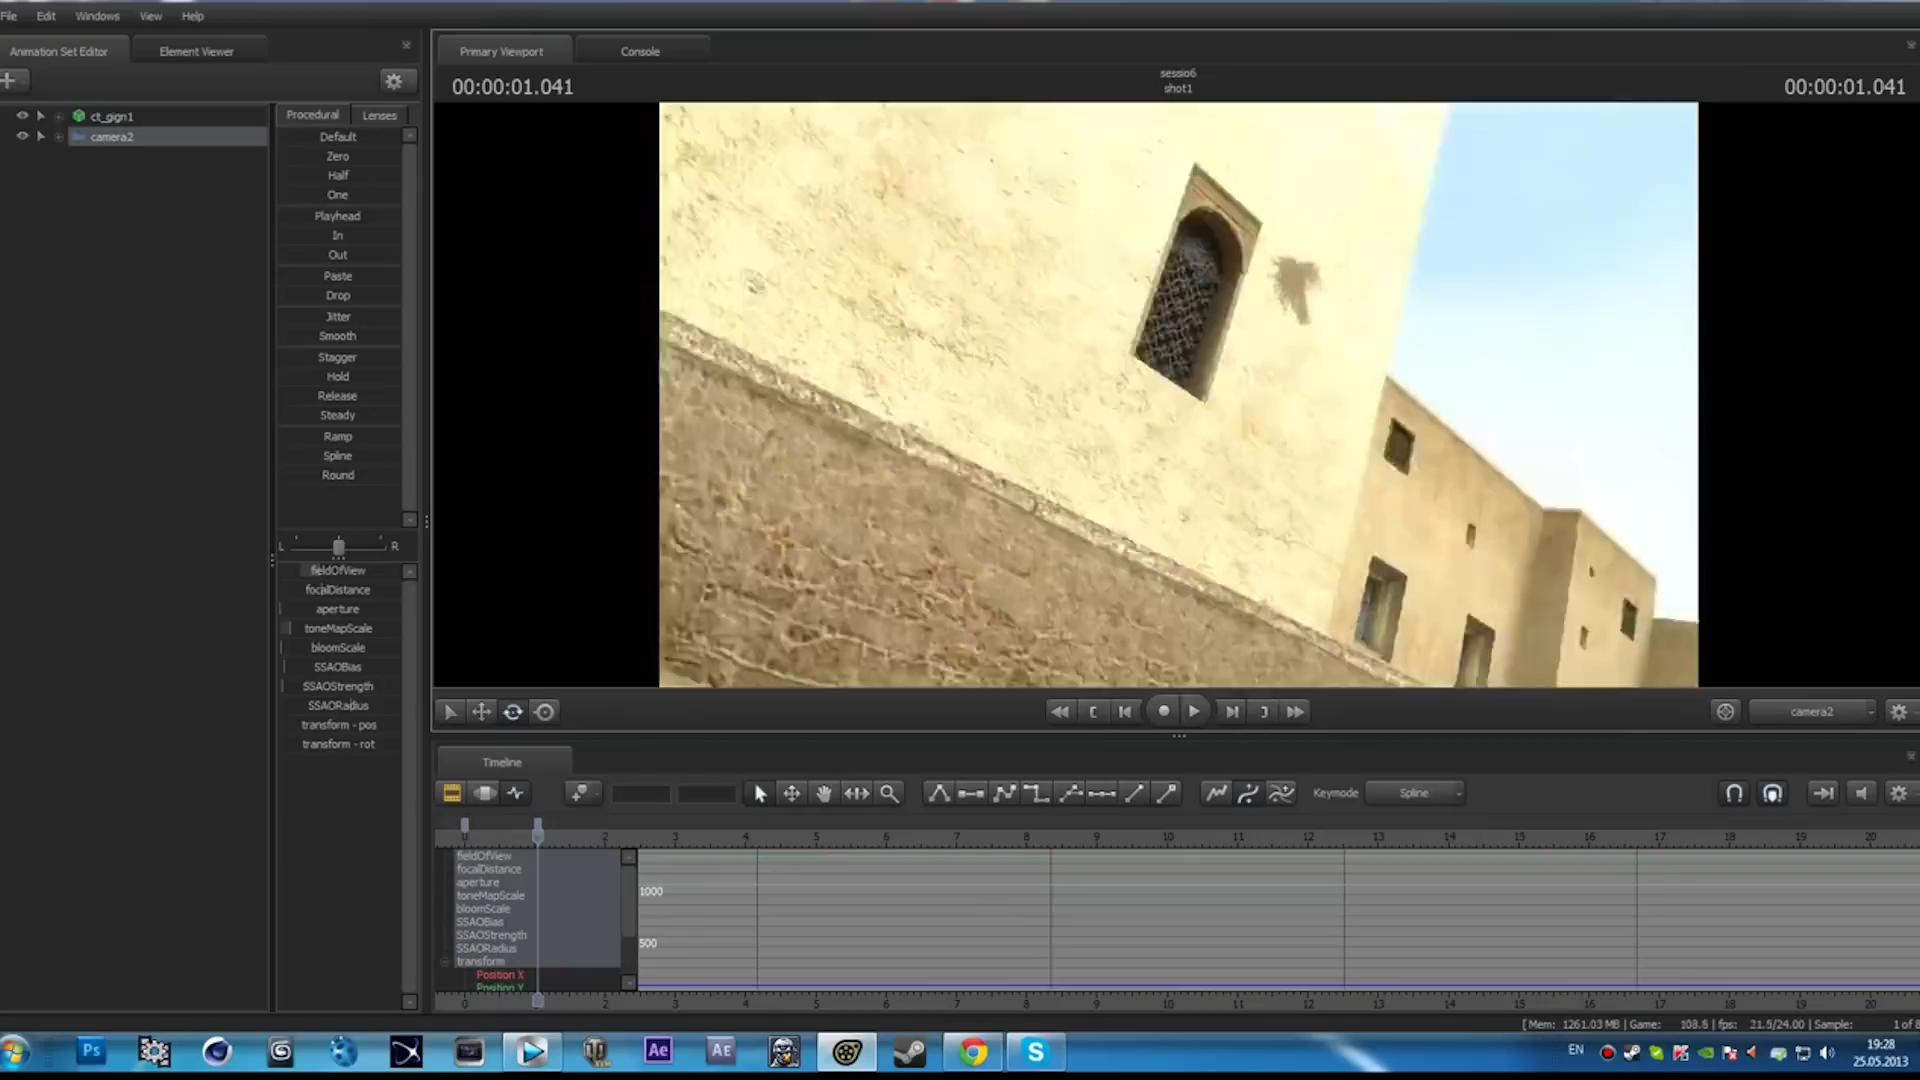 File Edit Windows View Help
Animation Set Editor Element Viewer
Primary Viewport Console
00:00:01.041
sessio6
shot1
00:00:01.041
ct_gign1
camera2
Procedural Lenses
Default
Zero
Half
One
Playhead
In
Out
Paste
Drop
Jitter
Smooth
Stagger
Hold
Release
Steady
Ramp
Spline
Round
L R
fieldOfView
focalDistance
aperture
toneMapScale
bloomScale
SSAOBias
SSAOStrength
SSAORadius
transform - pos
transform - rot
camera2
Timeline
Keymode Spline
0 2 3 4 5 6 7 8 9 10 11 12 13 14 15 16 17 18 19 20
fieldOfView
focalDistance
aperture
toneMapScale
bloomScale
SSAOBias
SSAOStrength
SSAORadius
transform
Position X
Position Y
1000
500
0 2 3 4 5 6 7 8 9 10 11 12 13 14 15 16 17 18 19 20
[ Mem: 1261.03 MB | Game: 108.5 | fps: 21.5/24.00 | Sample: 1 of 8
Ps
Ae
AE
S
EN
19:28
25.05.2013